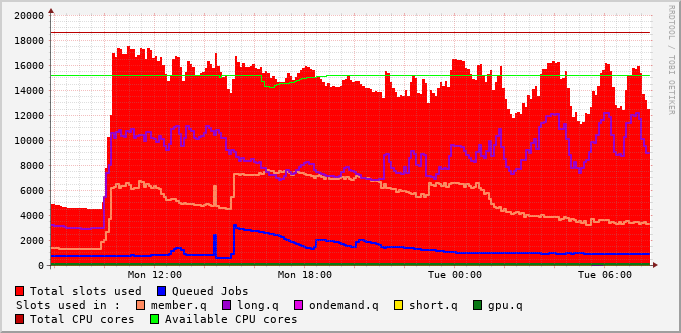 20000
18000
16000
14000
12000
10000
8000
6000
4000
2000
0
Mon 12:00 Mon 18:00 Tue 00:00 Tue 06:00
RRDTOOL / TOBI OETIKER
Total slots used Queued Jobs
Slots used in : member.q long.q ondemand.q short.q gpu.q
Total CPU cores Available CPU cores